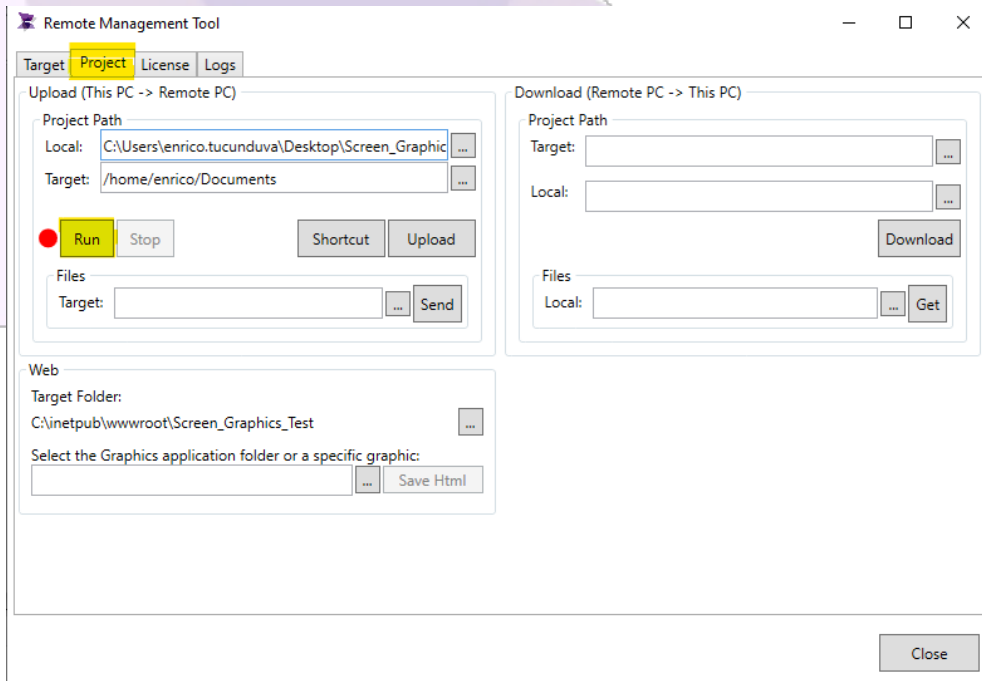 Remote Management Tool
Target Project License Logs
Upload (This PC -> Remote PC)
Project Path
Local: C:\Users\enrico.tucunduva\Desktop\Screen_Graphic ...
Target: /home/enrico/Documents ...
Run Stop Shortcut Upload
Files
Target: ... Send
Download (Remote PC -> This PC)
Project Path
Target: ...
Local: ...
Download
Files
Local: ... Get
Web
Target Folder:
C:\inetpub\wwwroot\Screen_Graphics_Test ...
Select the Graphics application folder or a specific graphic:
... Save Html
Close